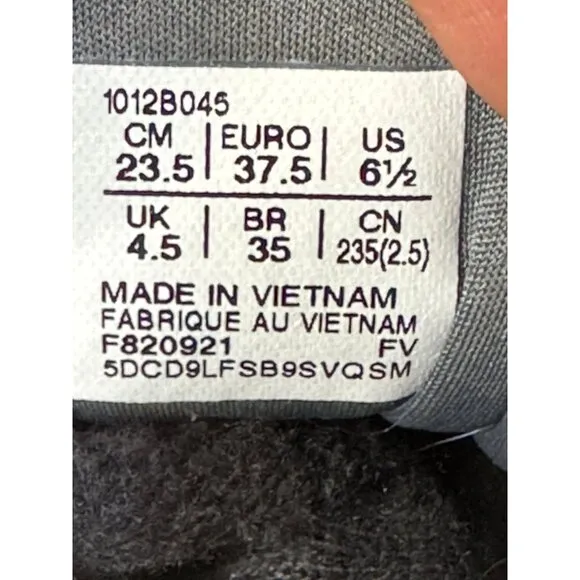 1012B046
CM | EURO | US
23.5 | 37.5 | 6½
UK | BR | CN
4.5 | 35 | 235(2.5)
MADE IN VIETNAM
FABRIQUE AU VIETNAM
F820921 FV
5DCD9LFSB9SVQSM